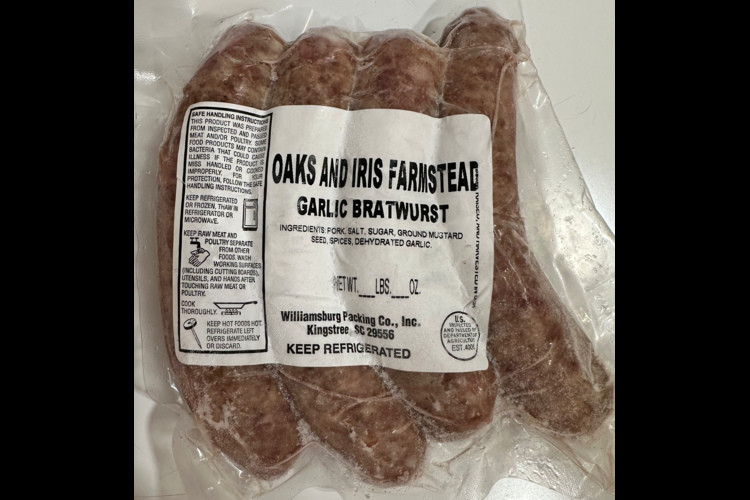 SAFE HANDLING INSTRUCTIONS
THIS PRODUCT WAS PREPARED
FROM INSPECTED AND PASSED
MEAT AND/OR POULTRY. SOME
FOOD PRODUCTS MAY CONTAIN
BACTERIA THAT COULD CAUSE
ILLNESS IF THE PRODUCT IS
MISS HANDLED OR COOKED
IMPROPERLY. FOR YOUR
PROTECTION, FOLLOW THE SAFE
HANDLING INSTRUCTIONS.
KEEP REFRIGERATED
OR FROZEN, THAW IN
REFRIGERATOR OR
MICROWAVE.
KEEP RAW MEAT AND
POULTRY SEPARATE
FROM OTHER
FOODS. WASH
WORKING SURFACES
(INCLUDING CUTTING BOARDS),
UTENSILS, AND HANDS AFTER
TOUCHING RAW MEAT OR
POULTRY.
COOK
THOROUGHLY.
KEEP HOT FOODS HOT.
REFRIGERATE LEFT
OVERS IMMEDIATELY
OR DISCARD.
OAKS AND IRIS FARMSTEAD
GARLIC BRATWURST
INGREDIENTS: PORK, SALT, SUGAR, GROUND MUSTARD
SEED, SPICES, DEHYDRATED GARLIC.
NET WT.___LBS.___OZ.
Williamsburg Packing Co., Inc.
Kingstree, SC 29556
KEEP REFRIGERATED
U.S.
INSPECTED
AND PASSED BY
DEPARTMENT OF
AGRICULTURE
EST. 4005
AND HARVESTED IN